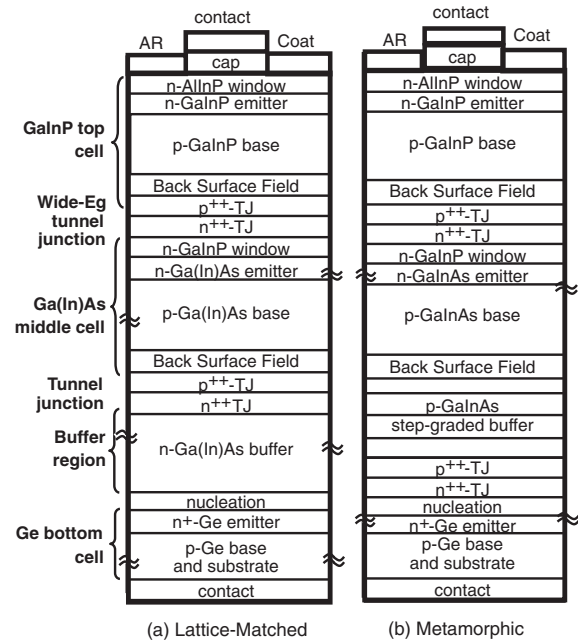 contact
AR
Coat
cap
n-AlInP window
n-GaInP emitter
GaInP top
cell
p-GaInP base
Back Surface Field
Wide-Eg
tunnel
junction
p++-TJ
n++-TJ
n-GaInP window
n-Ga(In)As emitter
Ga(In)As
middle cell
p-Ga(In)As base
Back Surface Field
Tunnel
junction
p++-TJ
n++TJ
Buffer
region
n-Ga(In)As buffer
nucleation
n+-Ge emitter
Ge bottom
cell
p-Ge base
and substrate
contact
(a) Lattice-Matched
contact
AR
Coat
cap
n-AlInP window
n-GaInP emitter
p-GaInP base
Back Surface Field
p++-TJ
n++-TJ
n-GaInP window
n-GaInAs emitter
p-GaInAs base
Back Surface Field
p-GaInAs
step-graded buffer
p++-TJ
n++-TJ
nucleation
n+-Ge emitter
p-Ge base
and substrate
contact
(b) Metamorphic